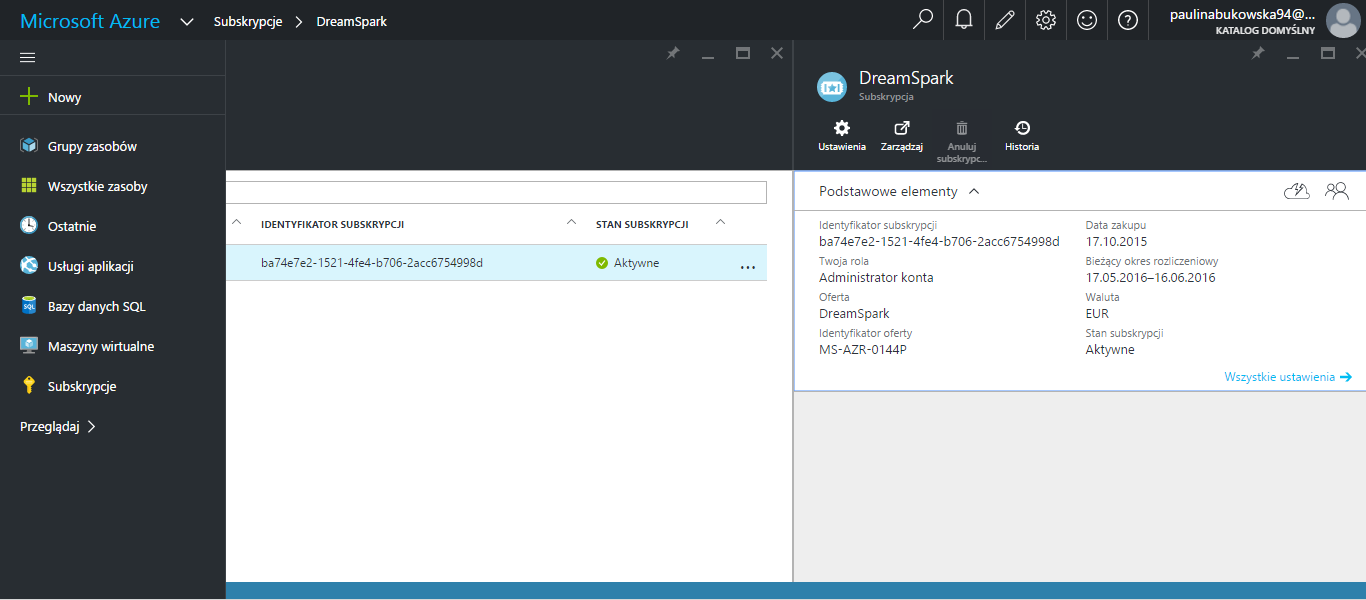 Microsoft Azure Subskrypcje DreamSpark paulinabukowska94@...
KATALOG DOMYŚLNY
Nowy
Grupy zasobów
Wszystkie zasoby
Ostatnie
Usługi aplikacji
SQL Bazy danych SQL
Maszyny wirtualne
Subskrypcje
Przeglądaj
IDENTYFIKATOR SUBSKRYPCJI STAN SUBSKRYPCJI
ba74e7e2-1521-4fe4-b706-2acc6754998d Aktywne ...
DreamSpark
Subskrypcja
Ustawienia Zarządzaj Anuluj Historia
subskrypc...
Podstawowe elementy
Identyfikator subskrypcji Data zakupu
ba74e7e2-1521-4fe4-b706-2acc6754998d 17.10.2015
Twoja rola Bieżący okres rozliczeniowy
Administrator konta 17.05.2016–16.06.2016
Oferta Waluta
DreamSpark EUR
Identyfikator oferty Stan subskrypcji
MS-AZR-0144P Aktywne
Wszystkie ustawienia